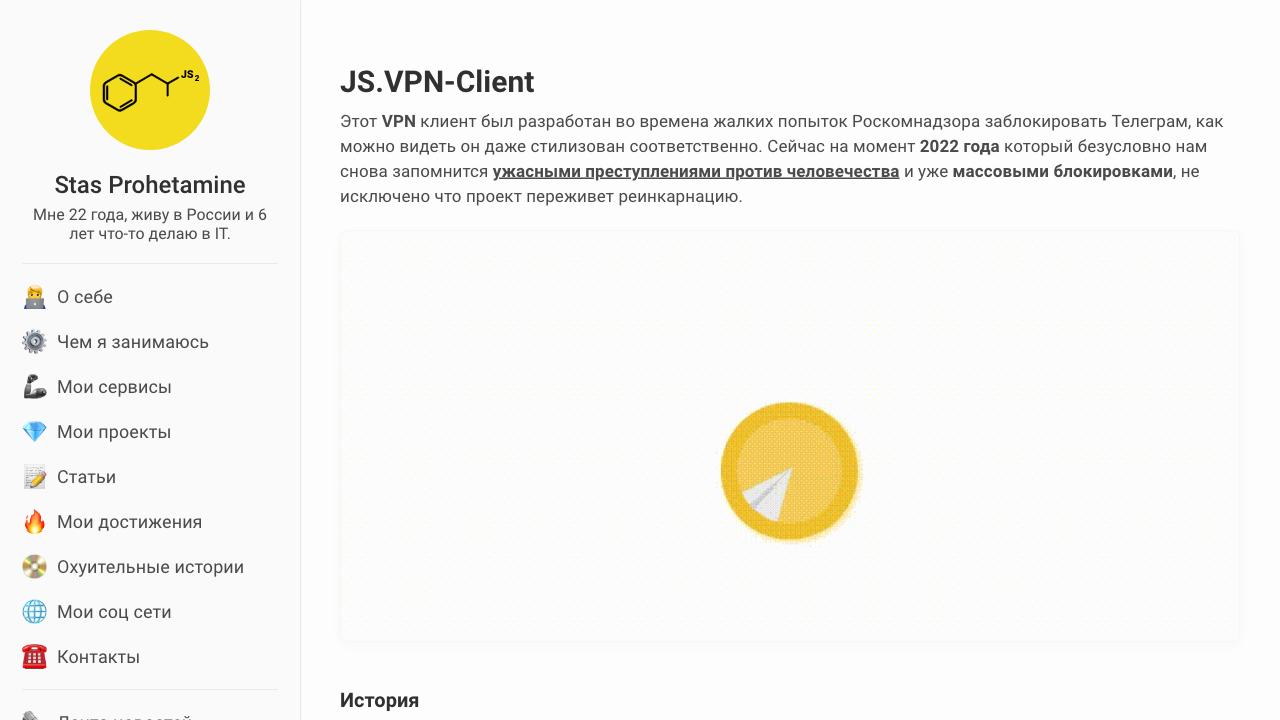 JS2
Stas Prohetamine
Мне 22 года, живу в России и 6
лет что-то делаю в IT.
О себе
Чем я занимаюсь
Мои сервисы
Мои проекты
Статьи
Мои достижения
Охуительные истории
Мои соц сети
Контакты
Лента новостей
JS.VPN-Client
Этот VPN клиент был разработан во времена жалких попыток Роскомнадзора заблокировать Телеграм, как
можно видеть он даже стилизован соответственно. Сейчас на момент 2022 года который безусловно нам
снова запомнится ужасными преступлениями против человечества и уже массовыми блокировками, не
исключено что проект переживет реинкарнацию.
История